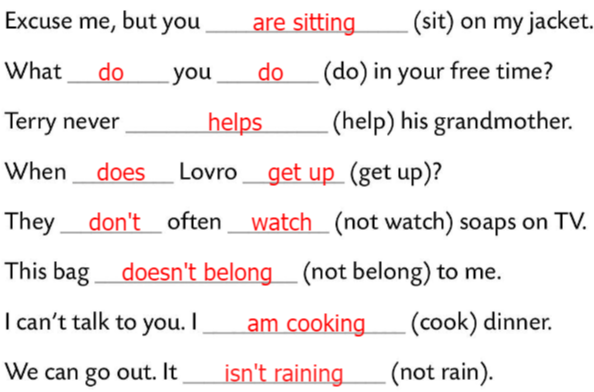 Excuse me, but you are sitting (sit) on my jacket.
What do you do (do) in your free time?
Terry never helps (help) his grandmother.
When does Lovro get up (get up)?
They don't often watch (not watch) soaps on TV.
This bag doesn't belong (not belong) to me.
I can't talk to you. I am cooking (cook) dinner.
We can go out. It isn't raining (not rain).